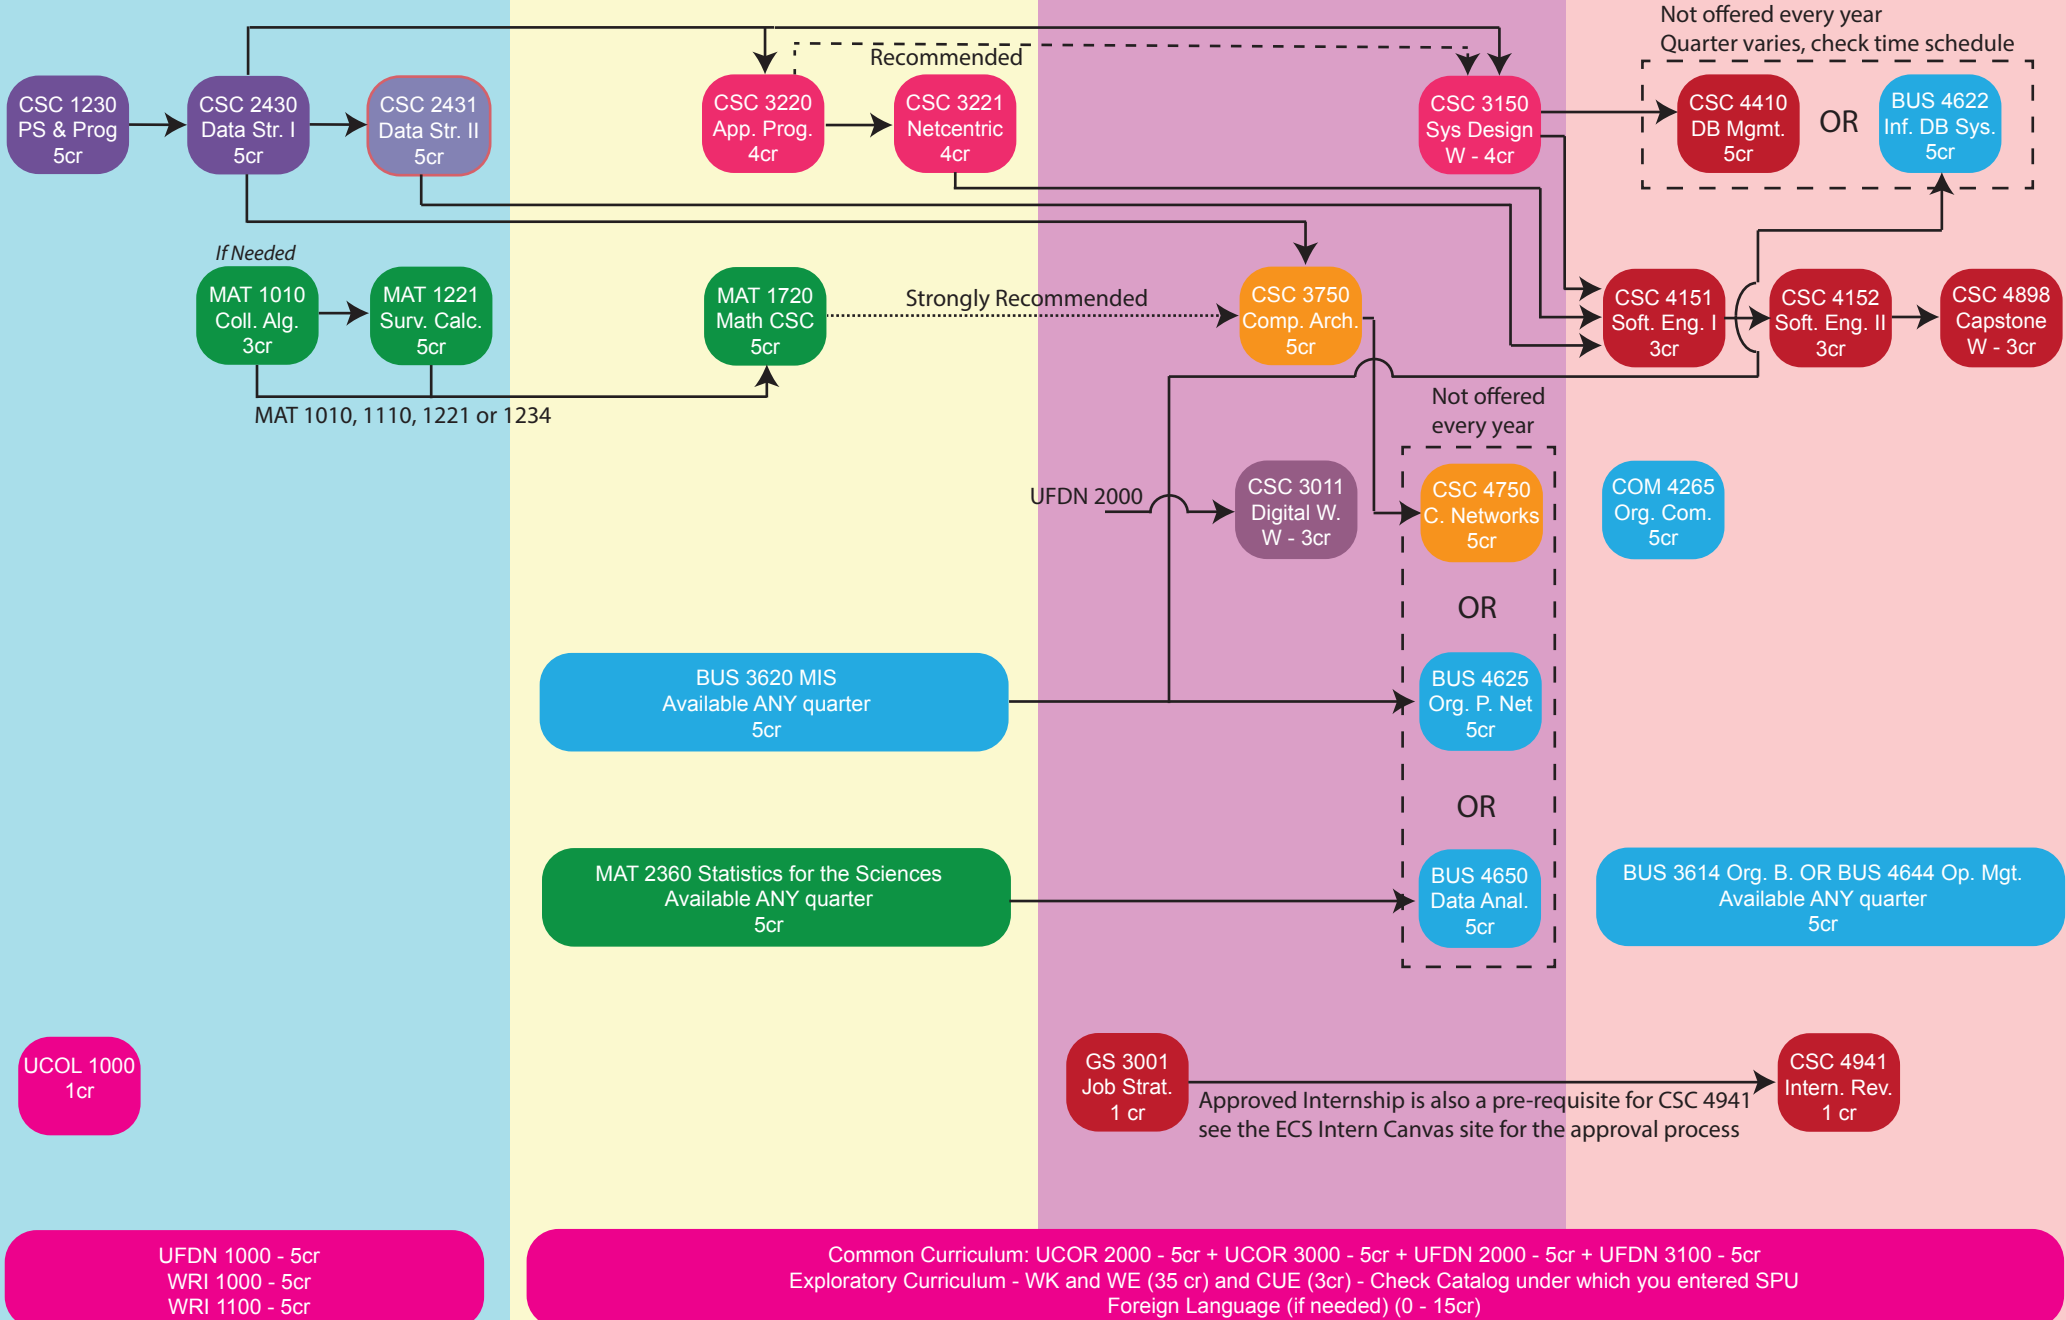 Not offered every year
Quarter varies, check time schedule
Recommended
CSC 1230
PS & Prog
5cr
CSC 2430
Data Str. I
5cr
CSC 2431
Data Str. II
5cr
CSC 3220
App. Prog.
4cr
CSC 3221
Netcentric
4cr
CSC 3150
Sys Design
W - 4cr
CSC 4410
DB Mgmt.
5cr
OR
BUS 4622
Inf. DB Sys.
5cr
If Needed
MAT 1010
Coll. Alg.
3cr
MAT 1221
Surv. Calc.
5cr
MAT 1720
Math CSC
5cr
Strongly Recommended
CSC 3750
Comp. Arch.
5cr
CSC 4151
Soft. Eng. I
3cr
CSC 4152
Soft. Eng. II
3cr
CSC 4898
Capstone
W - 3cr
MAT 1010, 1110, 1221 or 1234
Not offered
every year
UFDN 2000
CSC 3011
Digital W.
W - 3cr
CSC 4750
C. Networks
5cr
COM 4265
Org. Com.
5cr
OR
BUS 3620 MIS
Available ANY quarter
5cr
BUS 4625
Org. P. Net
5cr
OR
MAT 2360 Statistics for the Sciences
Available ANY quarter
5cr
BUS 4650
Data Anal.
5cr
BUS 3614 Org. B. OR BUS 4644 Op. Mgt.
Available ANY quarter
5cr
UCOL 1000
1cr
GS 3001
Job Strat.
1 cr
Approved Internship is also a pre-requisite for CSC 4941
see the ECS Intern Canvas site for the approval process
CSC 4941
Intern. Rev.
1 cr
UFDN 1000 - 5cr
WRI 1000 - 5cr
WRI 1100 - 5cr
Common Curriculum: UCOR 2000 - 5cr + UCOR 3000 - 5cr + UFDN 2000 - 5cr + UFDN 3100 - 5cr
Exploratory Curriculum - WK and WE (35 cr) and CUE (3cr) - Check Catalog under which you entered SPU
Foreign Language (if needed) (0 - 15cr)